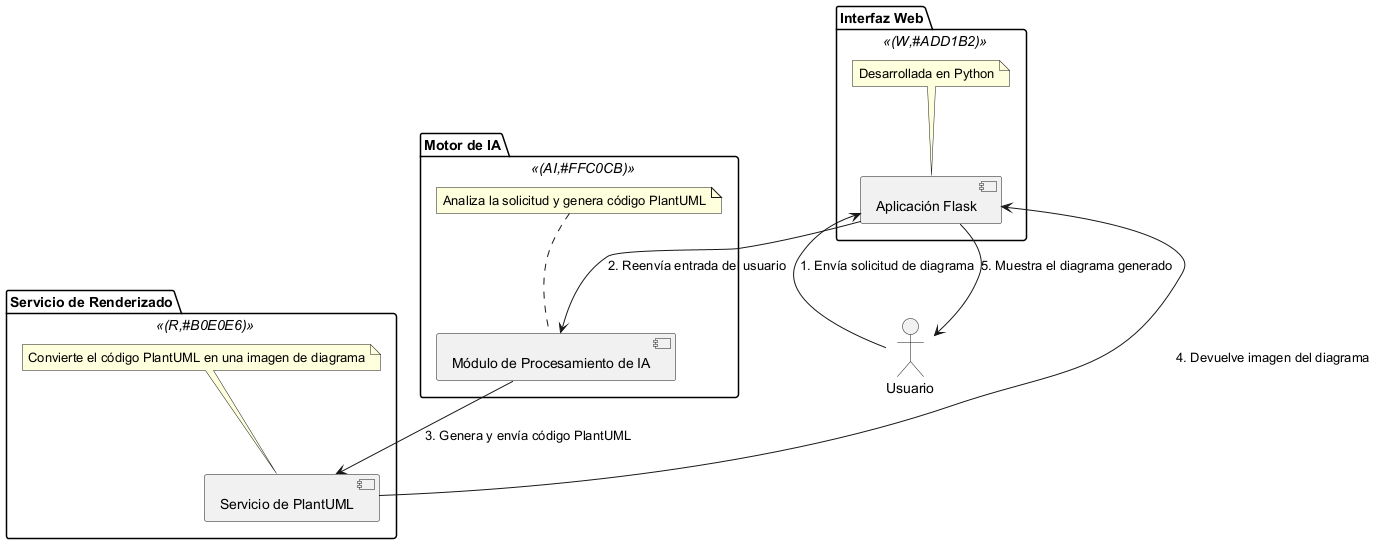 Interfaz Web
«(W,#ADD1B2)»
Desarrollada en Python
Aplicación Flask
Motor de IA
«(AI,#FFC0CB)»
Analiza la solicitud y genera código PlantUML
2. Reenvía entrada del usuario
1. Envía solicitud de diagrama
5. Muestra el diagrama generado
Servicio de Renderizado
«(R,#B0E0E6)»
Convierte el código PlantUML en una imagen de diagrama
Módulo de Procesamiento de IA
Usuario
4. Devuelve imagen del diagrama
3. Genera y envía código PlantUML
Servicio de PlantUML